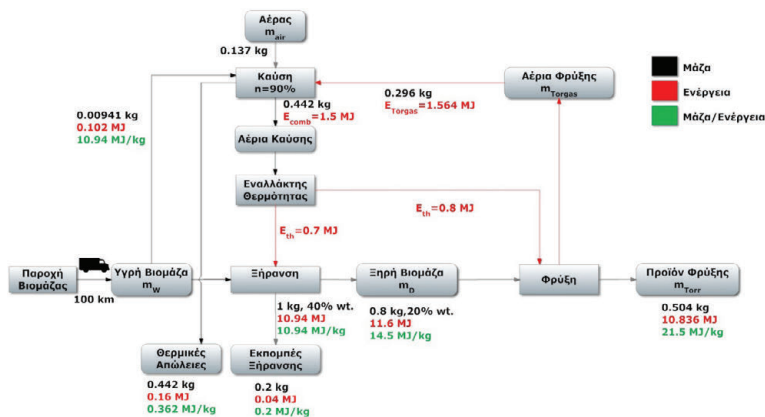 Αέρας
m_air
0.137 kg
Καύση
n=90%
0.296 kg
E_Torgas=1.564 MJ
Αέρια Φρύξης
m_Torgas
Μάζα
Ενέργεια
Μάζα/Ενέργεια
0.00941 kg
0.102 MJ
10.94 MJ/kg
0.442 kg
E_comb=1.5 MJ
Αέρια Καύσης
Εναλλάκτης
Θερμότητας
E_th=0.8 MJ
E_th=0.7 MJ
Παροχή
Βιομάζας
100 km
Υγρή Βιομάζα
m_W
Ξήρανση
Ξηρή Βιομάζα
m_D
Φρύξη
Προϊόν Φρύξης
m_Torr
1 kg, 40% wt.
10.94 MJ
10.94 MJ/kg
0.8 kg,20% wt.
11.6 MJ
14.5 MJ/kg
0.504 kg
10.836 MJ
21.5 MJ/kg
Θερμικές
Απώλειες
0.442 kg
0.16 MJ
0.362 MJ/kg
Εκπομπές
Ξήρανσης
0.2 kg
0.04 MJ
0.2 MJ/kg